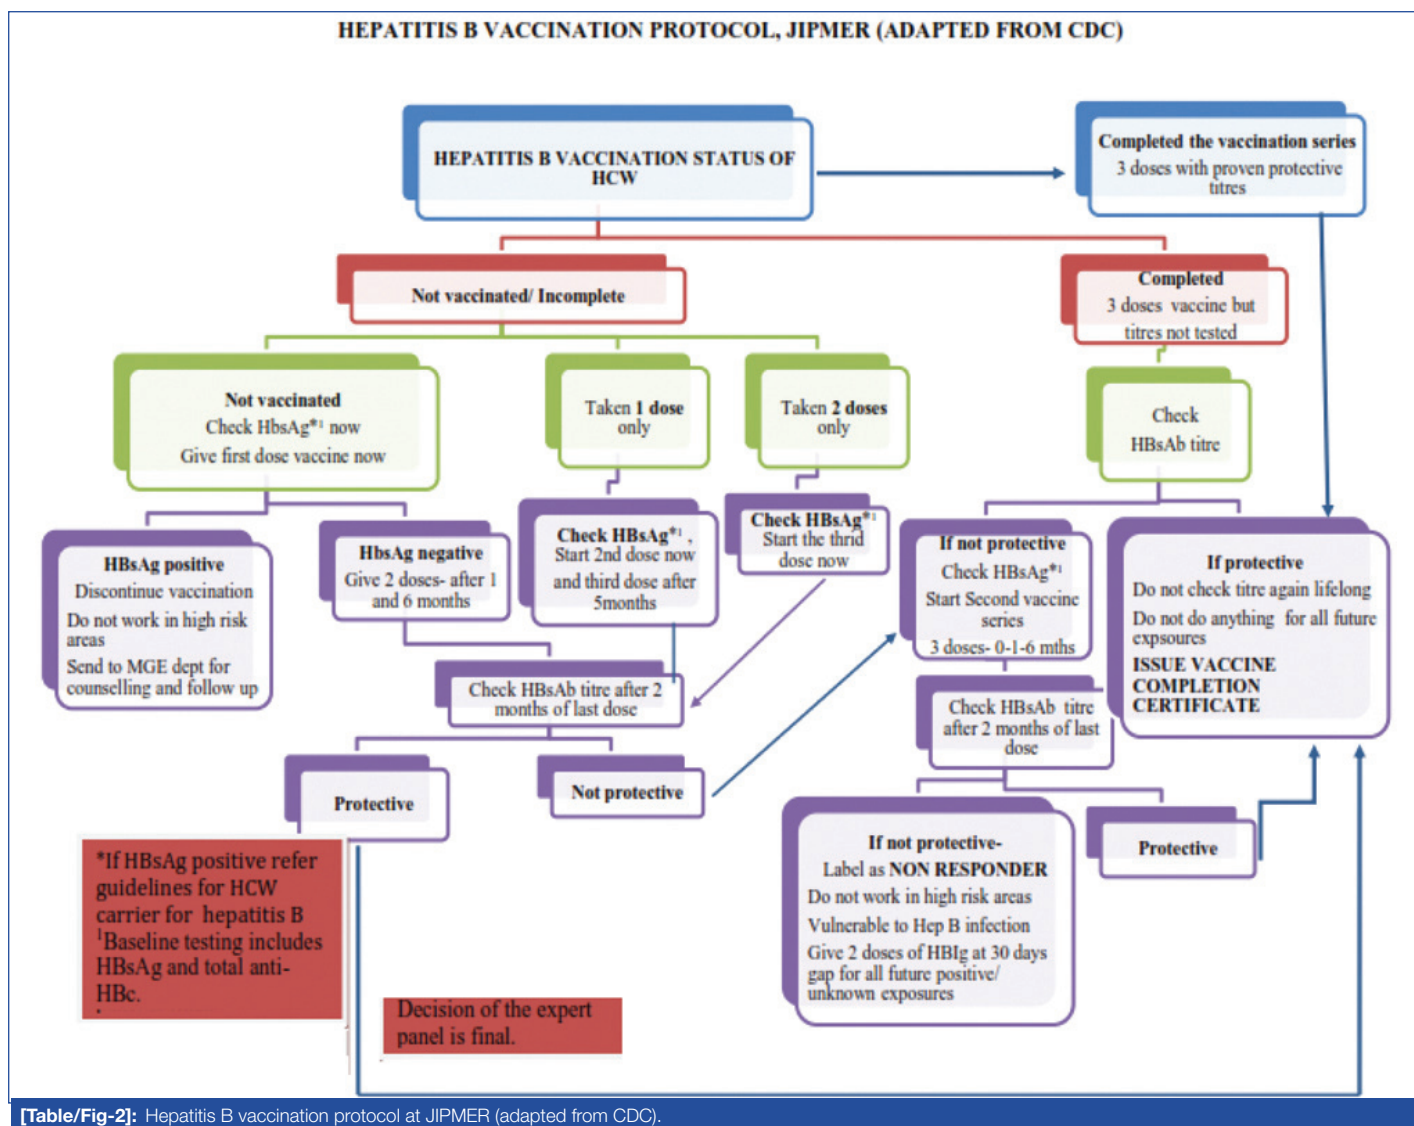 HEPATITIS B VACCINATION PROTOCOL, JIPMER (ADAPTED FROM CDC)
HEPATITIS B VACCINATION STATUS OF
HCW
Completed the vaccination series
3 doses with proven protective
titres
Not vaccinated/ Incomplete
Completed
3 doses vaccine but
titres not tested
Not vaccinated
Check HbsAg*¹ now
Give first dose vaccine now
Taken 1 dose
only
Taken 2 doses
only
Check
HBsAb titre
HBsAg positive
Discontinue vaccination
Do not work in high risk
areas
Send to MGE dept for
counselling and follow up
HbsAg negative
Give 2 doses- after 1
and 6 months
Check HBsAg*¹ ,
Start 2nd dose now
and third dose after
5months
Check HBsAg*¹
Start the thrid
dose now
If not protective
Check HBsAg*¹
Start Second vaccine
series
3 doses- 0-1-6 mths
If protective
Do not check titre again lifelong
Do not do anything for all future
expsoures
ISSUE VACCINE
COMPLETION
CERTIFICATE
Check HBsAb titre after 2
months of last dose
Check HBsAb titre
after 2 months of last
dose
Protective
Not protective
If not protective-
Label as NON RESPONDER
Do not work in high risk areas
Vulnerable to Hep B infection
Give 2 doses of HBIg at 30 days
gap for all future positive/
unknown exposures
Protective
*If HBsAg positive refer
guidelines for HCW
carrier for hepatitis B
¹Baseline testing includes
HBsAg and total anti-
HBc.
Decision of the expert
panel is final.
[Table/Fig-2]: Hepatitis B vaccination protocol at JIPMER (adapted from CDC).